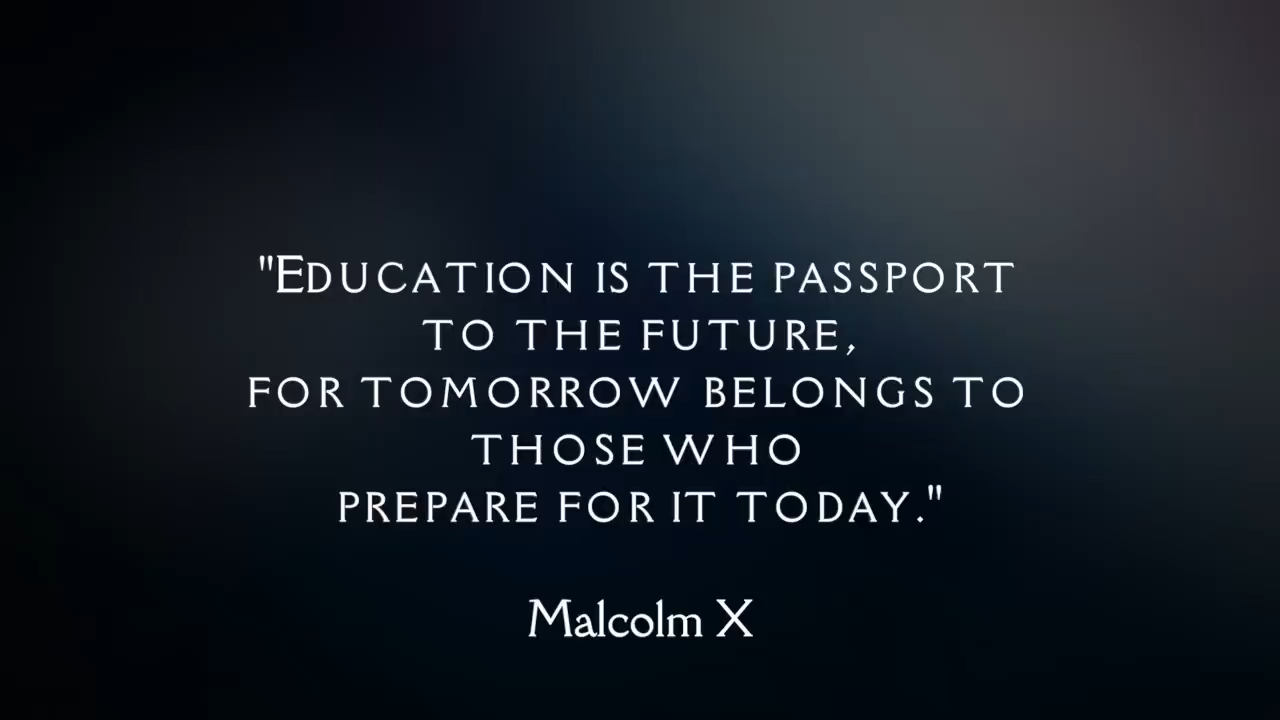 "Education is the passport
to the future,
for tomorrow belongs to
those who
prepare for it today."
Malcolm X